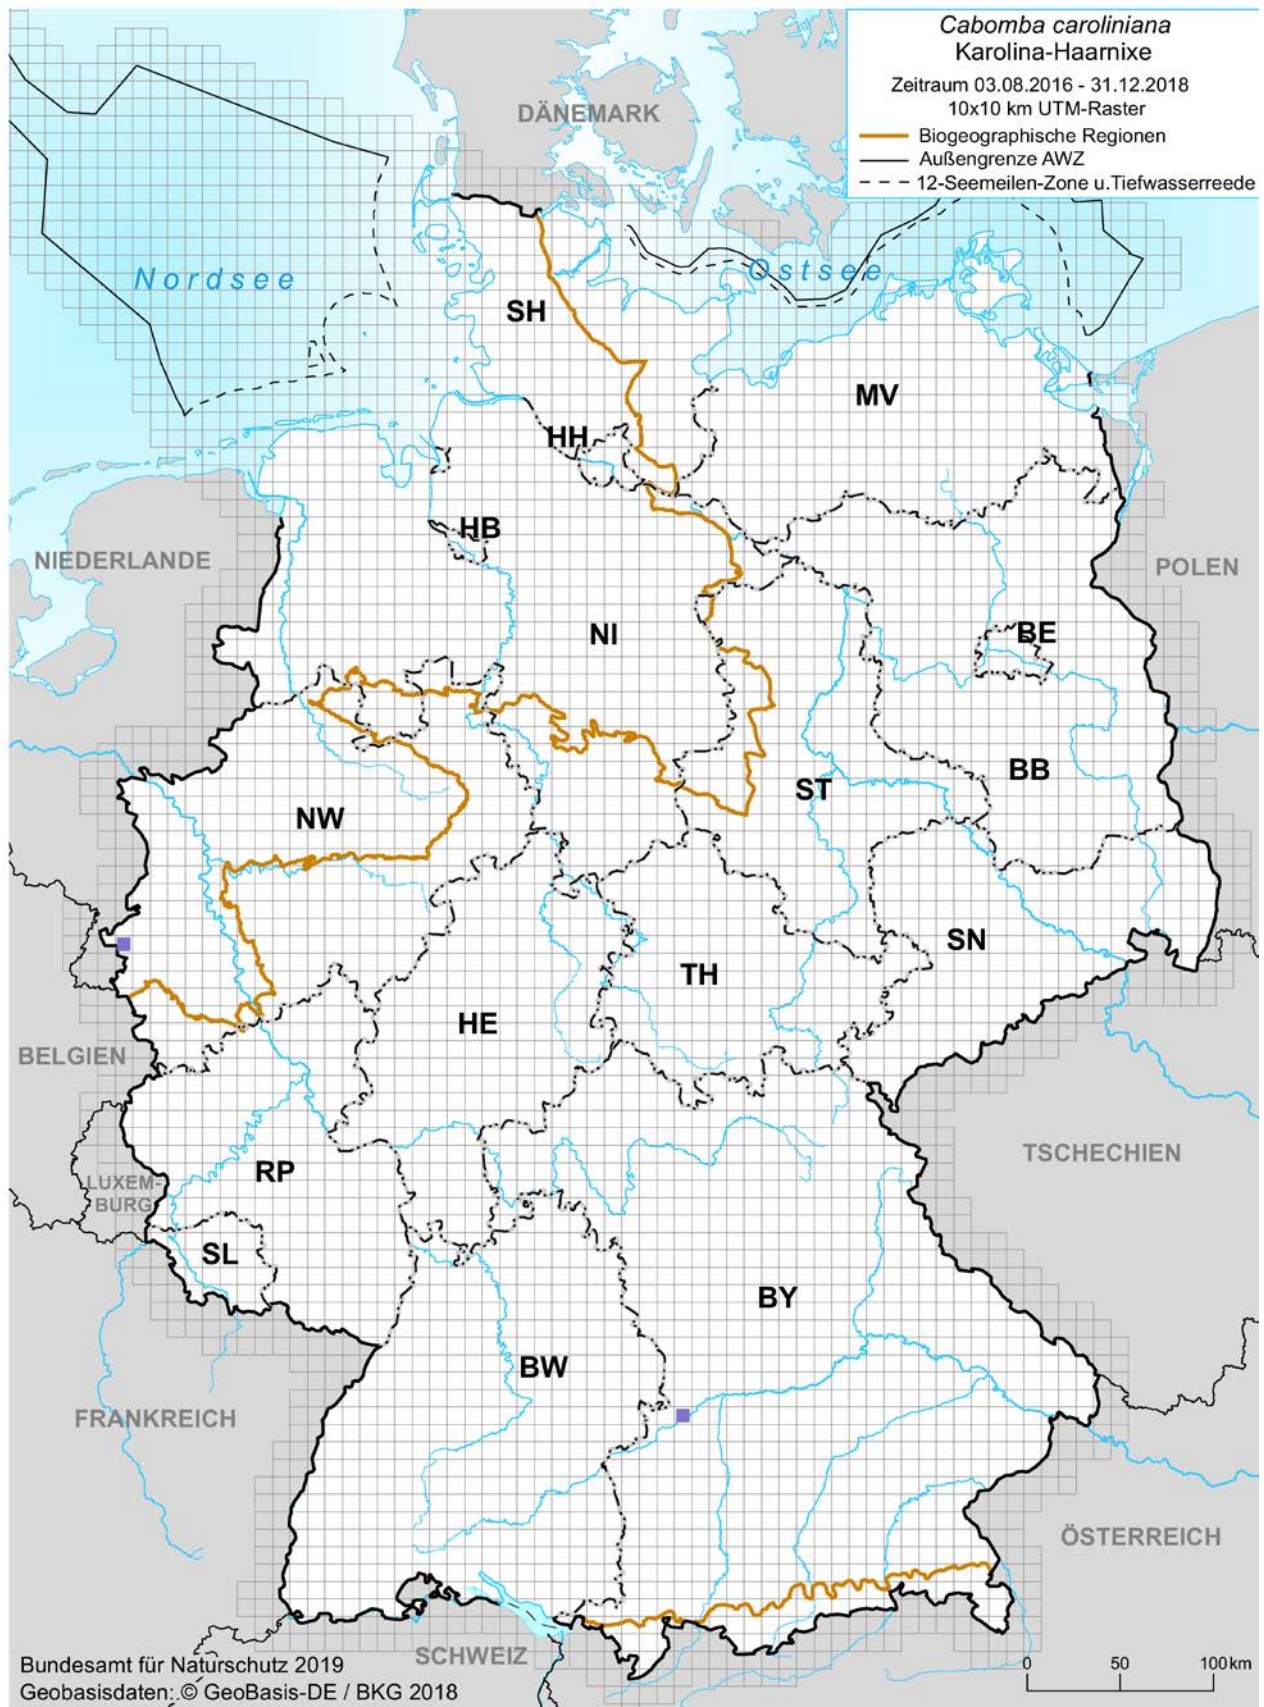 Cabomba caroliniana
Karolina-Haarnixe
Zeitraum 03.08.2016 - 31.12.2018
10x10 km UTM-Raster
Biogeographische Regionen
Außengrenze AWZ
12-Seemeilen-Zone u.Tiefwasserreede
DÄNEMARK
Nordsee
Ostsee
SH
MV
HH
HB
NIEDERLANDE
POLEN
NI
BE
BB
ST
NW
SN
TH
HE
BELGIEN
TSCHECHIEN
RP
LUXEM-
BURG
SL
BY
BW
FRANKREICH
ÖSTERREICH
SCHWEIZ
0 50 100 km
Bundesamt für Naturschutz 2019
Geobasisdaten:.© GeoBasis-DE / BKG 2018